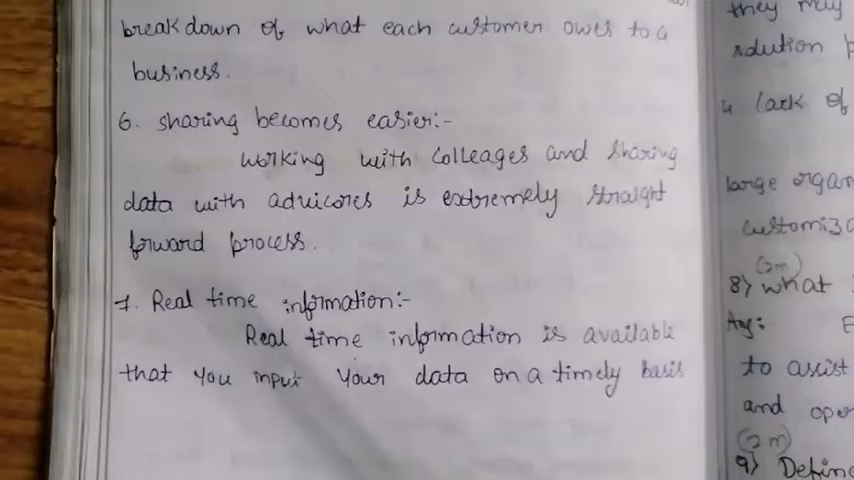 breakdown of what each customer owes to a
business.
6. sharing becomes easier:-
working with colleages and sharing
data with advicores is extremely straight
forward process.
7. Real time information:-
Real time information is available
that you input your data on a timely basis
they may
solution
4 lack of
large organ
customiza
(2m)
8) what
Ans: E
to assist
and oper
(2m)
9) Define